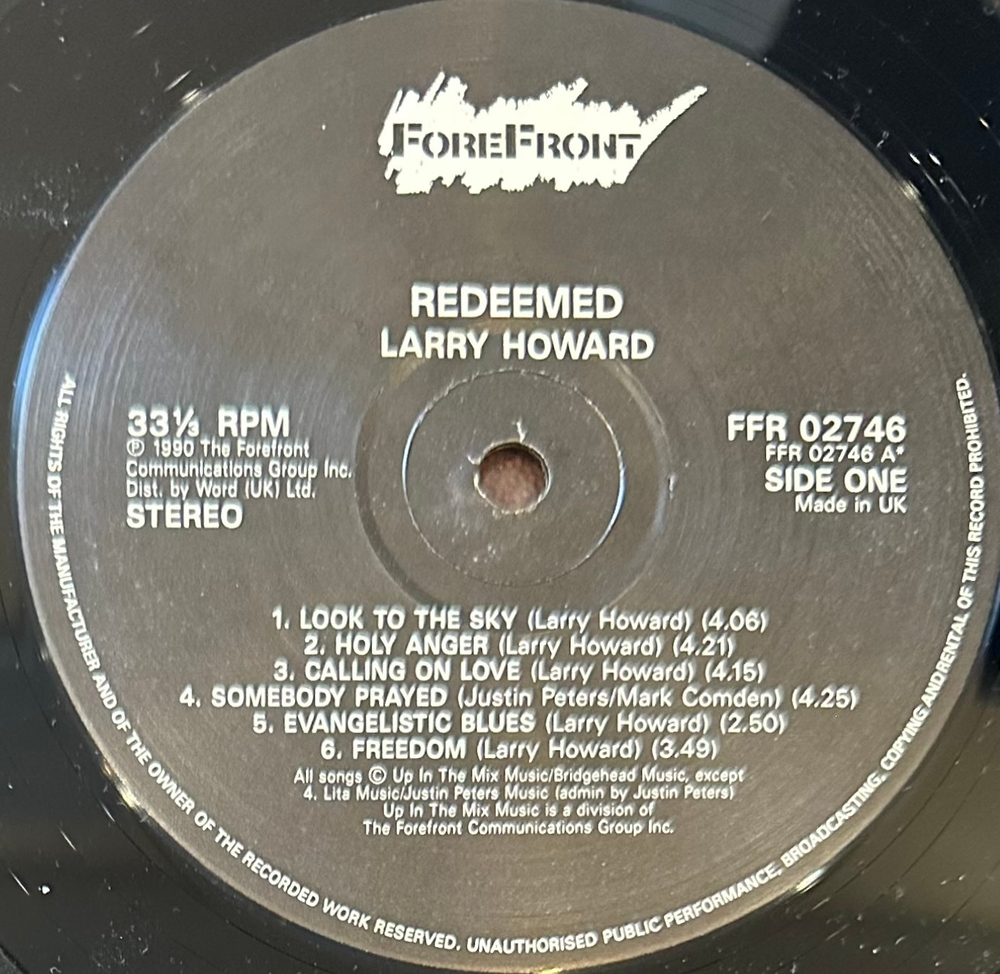 FOREFRONT
REDEEMED
LARRY HOWARD
33⅓ RPM
℗ 1990 The Forefront
Communications Group Inc.
Dist. by Word (UK) Ltd.
STEREO
FFR 02746
FFR 02746 A*
SIDE ONE
Made in UK
1. LOOK TO THE SKY (Larry Howard) (4.06)
2. HOLY ANGER (Larry Howard) (4.21)
3. CALLING ON LOVE (Larry Howard) (4.15)
4. SOMEBODY PRAYED (Justin Peters/Mark Comden) (4.25)
5. EVANGELISTIC BLUES (Larry Howard) (2.50)
6. FREEDOM (Larry Howard) (3.49)
All songs © Up In The Mix Music/Bridgehead Music, except
4. Lita Music/Justin Peters Music (admin by Justin Peters)
Up In The Mix Music is a division of
The Forefront Communications Group Inc.
ALL RIGHTS OF THE MANUFACTURER AND OF THE OWNER OF THE RECORDED WORK RESERVED. UNAUTHORISED PUBLIC PERFORMANCE, BROADCASTING, COPYING AND RENTAL OF THIS RECORD PROHIBITED.